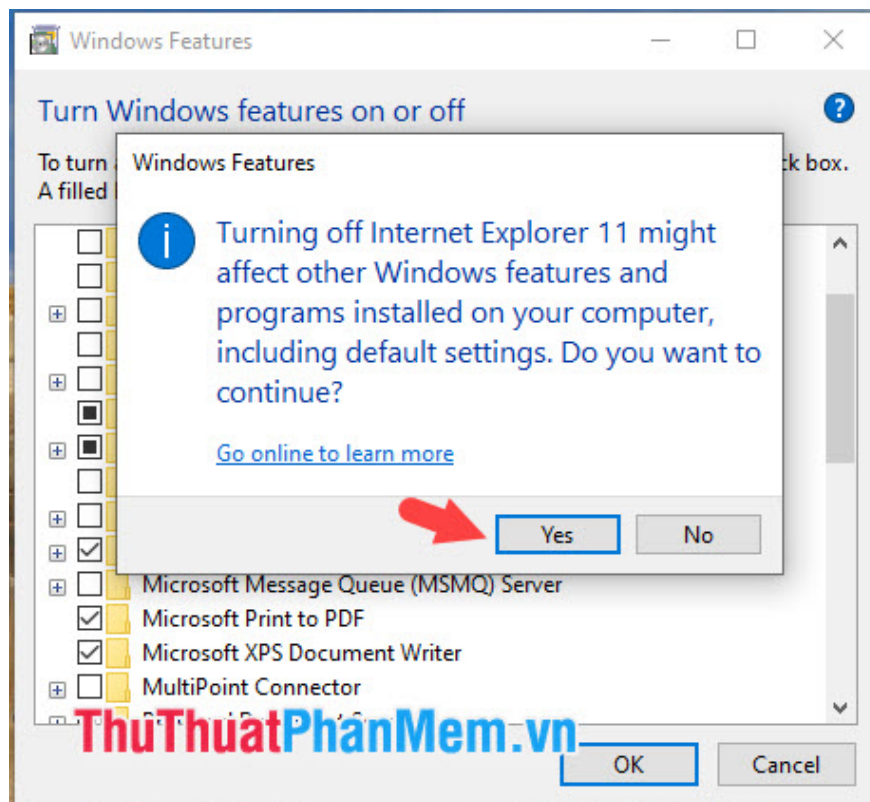 Windows Features
Turn Windows features on or off
To turn
ck box.
A filled
Windows Features
Turning off Internet Explorer 11 might
affect other Windows features and
programs installed on your computer,
including default settings. Do you want to
continue?
Go online to learn more
Yes
No
Microsoft Message Queue (MSMQ) Server
Microsoft Print to PDF
Microsoft XPS Document Writer
MultiPoint Connector
ThuThuatPhanMem.vn
OK
Cancel